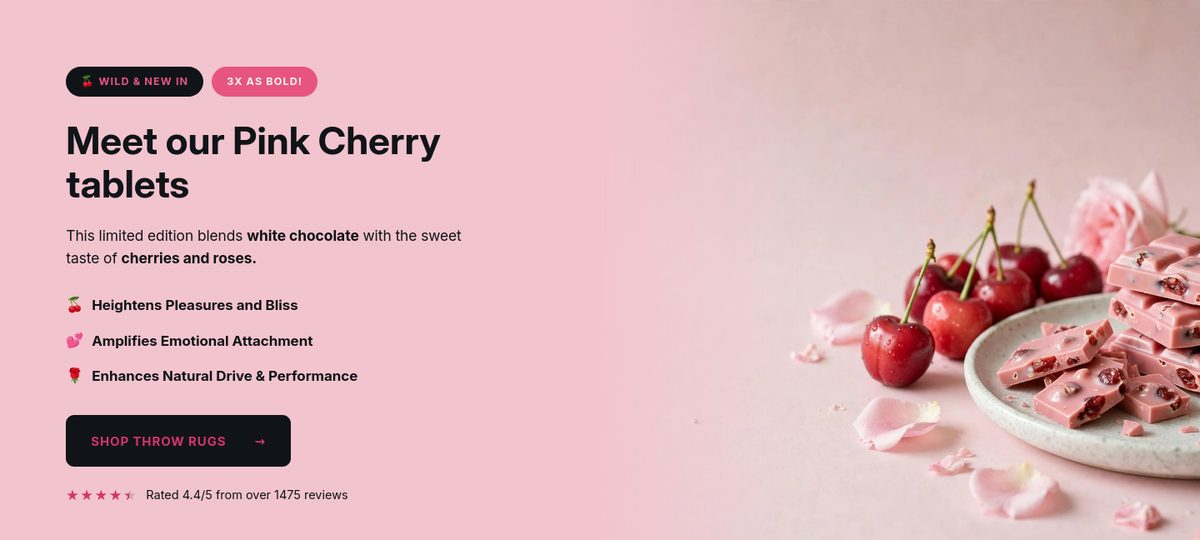 🍒 WILD & NEW IN
3X AS BOLD!
Meet our Pink Cherry
tablets
This limited edition blends white chocolate with the sweet
taste of cherries and roses.
🍒 Heightens Pleasures and Bliss
💕 Amplifies Emotional Attachment
🌹 Enhances Natural Drive & Performance
SHOP THROW RUGS →
Rated 4.4/5 from over 1475 reviews